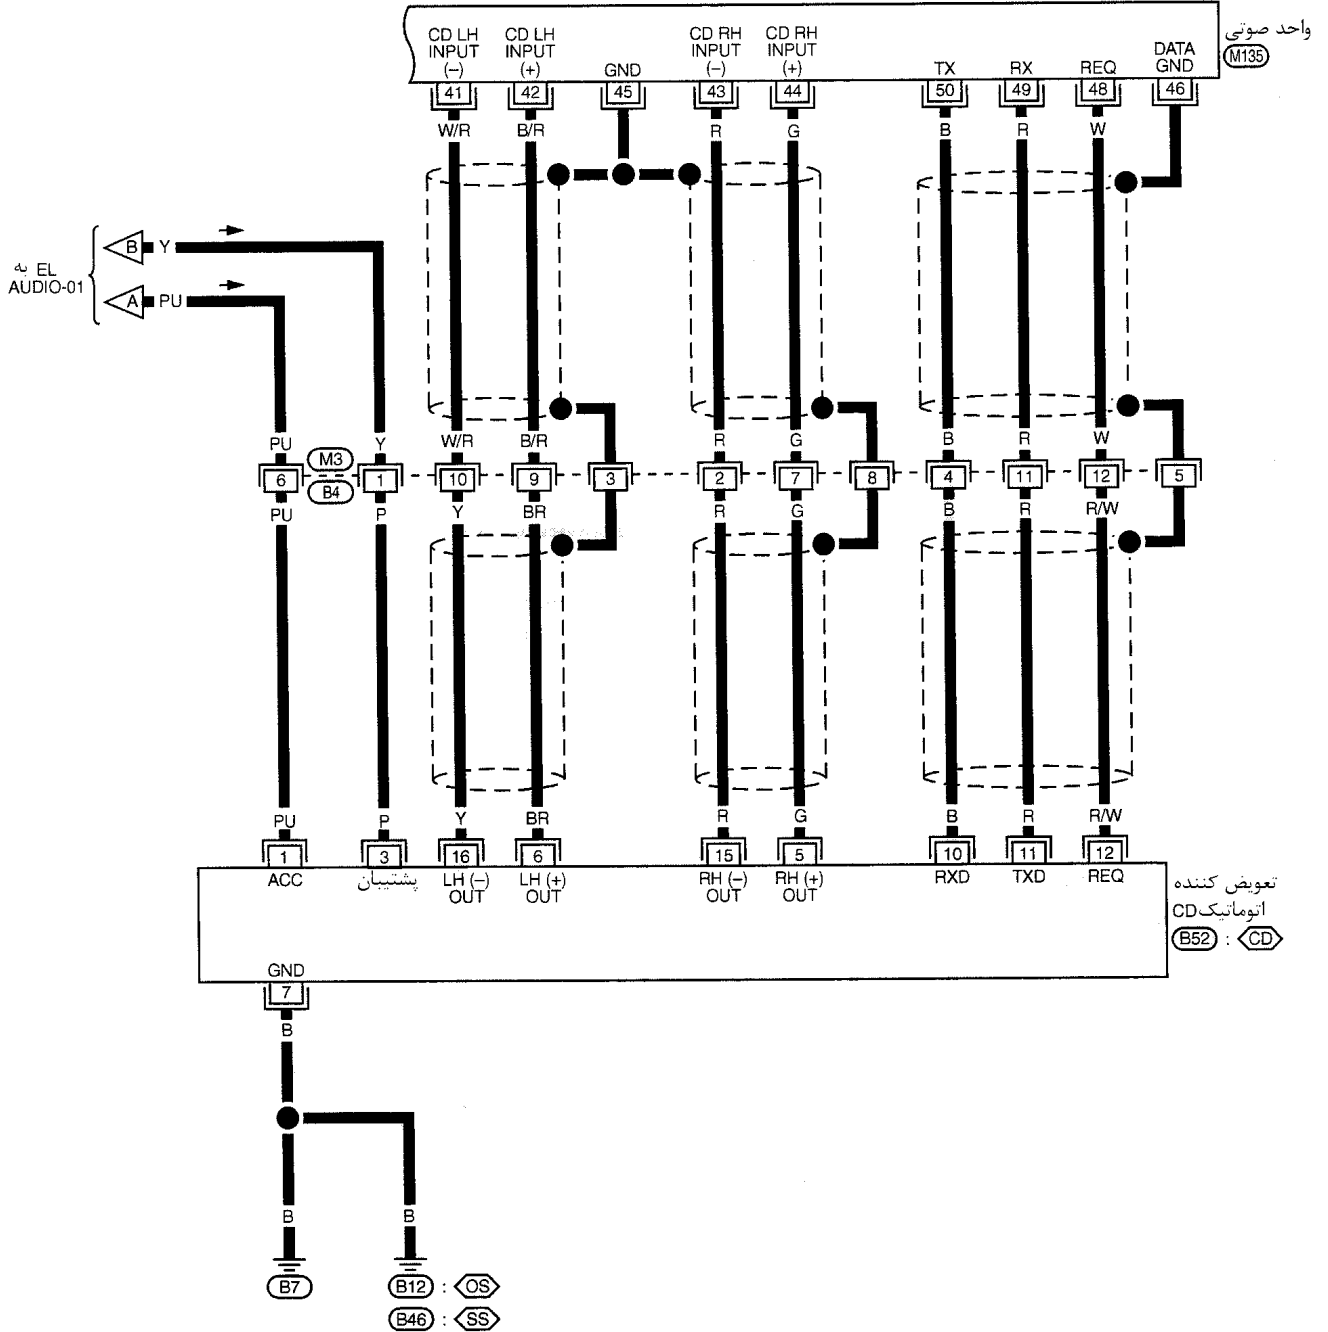 CD LH INPUT (–)
CD LH INPUT (+)
GND
CD RH INPUT (–)
CD RH INPUT (+)
TX
RX
REQ
DATA GND
واحد صوتی
M135
41 42 45 43 44 50 49 48 46
W/R B/R R G B R W
B Y
به EL
AUDIO-01
A PU
PU Y W/R B/R R G B R W
M3
6 1 10 9 3 2 7 8 4 11 12 5
B4
PU P Y BR R G B R R/W
PU P Y BR R G B R R/W
1 3 16 6 15 5 10 11 12
ACC
پشتیبان
LH (–) OUT
LH (+) OUT
RH (–) OUT
RH (+) OUT
RXD
TXD
REQ
تعویض کننده
اتوماتیک CD
B52 : CD
GND
7
B
B B
B7
B12 : OS
B46 : SS